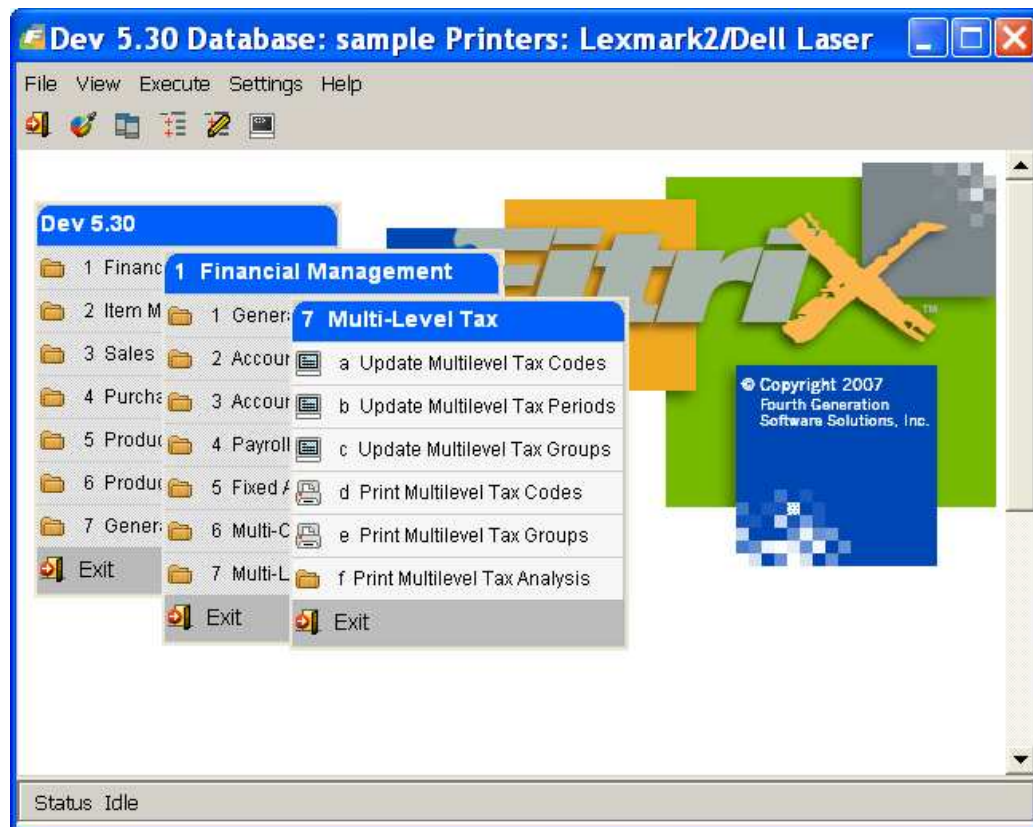 Dev 5.30 Database: sample Printers: Lexmark2/Dell Laser
File View Execute Settings Help
Fitrix
TM
Dev 5.30
1 Financ
2 Item M
3 Sales
4 Purcha
5 Produc
6 Produc
7 Genera
Exit
1 Financial Management
1 Genera
2 Accour
3 Accour
4 Payroll
5 Fixed A
6 Multi-C
7 Multi-L
Exit
7 Multi-Level Tax
a Update Multilevel Tax Codes
b Update Multilevel Tax Periods
c Update Multilevel Tax Groups
d Print Multilevel Tax Codes
e Print Multilevel Tax Groups
f Print Multilevel Tax Analysis
Exit
© Copyright 2007
Fourth Generation
Software Solutions, Inc.
Status Idle